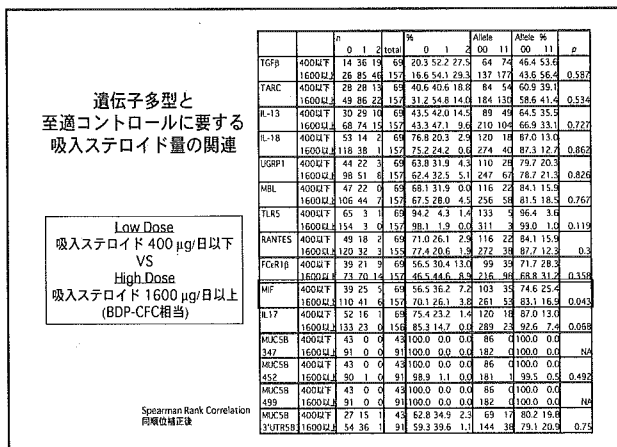 遺伝子多型と
至適コントロールに要する
吸入ステロイド量の関連
Low Dose
吸入ステロイド 400 μg/日以下
VS
High Dose
吸入ステロイド 1600 μg/日以上
(BDP-CFC相当)
Spearman Rank Correlation
同順位補正後
n % Allele Allele %
0 1 2 total 0 1 2 00 11 00 11 p
TGFβ 400以下 14 36 19 69 20.3 52.2 27.5 64 74 46.4 53.6
1600以上 26 85 46 157 16.6 54.1 29.3 137 177 43.6 56.4 0.587
TARC 400以下 28 28 13 69 40.6 40.6 18.8 84 54 60.9 39.1
1600以上 49 86 22 157 31.2 54.8 14.0 184 130 58.6 41.4 0.534
IL-13 400以下 30 29 10 69 43.5 42.0 14.5 89 49 64.5 35.5
1600以上 68 74 15 157 43.3 47.1 9.6 210 104 66.9 33.1 0.727
IL-18 400以下 53 14 2 69 76.8 20.3 2.9 120 18 87.0 13.0
1600以上 118 38 1 157 75.2 24.2 0.6 274 40 87.3 12.7 0.862
UGRP1 400以下 44 22 3 69 63.8 31.9 4.3 110 28 79.7 20.3
1600以上 98 51 8 157 62.4 32.5 5.1 247 67 78.7 21.3 0.826
MBL 400以下 47 22 0 69 68.1 31.9 0.0 116 22 84.1 15.9
1600以上 106 44 7 157 67.5 28.0 4.5 256 58 81.5 18.5 0.767
TLR5 400以下 65 3 1 69 94.2 4.3 1.4 133 5 96.4 3.6
1600以上 154 3 0 157 98.1 1.9 0.0 311 3 99.0 1.0 0.119
RANTES 400以下 49 18 2 69 71.0 26.1 2.9 116 22 84.1 15.9
1600以上 120 32 3 155 77.4 20.6 1.9 272 38 87.7 12.3 0.3
FCεR1β 400以下 39 21 9 69 56.5 30.4 13.0 99 39 71.7 28.3
1600以上 73 70 14 157 46.5 44.6 8.9 216 98 68.8 31.2 0.358
MIF 400以下 39 25 5 69 56.5 36.2 7.2 103 35 74.6 25.4
1600以上 110 41 6 157 70.1 26.1 3.8 261 53 83.1 16.9 0.043
IL17 400以下 52 16 1 69 75.4 23.2 1.4 120 18 87.0 13.0
1600以上 133 23 0 156 85.3 14.7 0.0 289 23 92.6 7.4 0.068
MUC5B 400以下 43 0 0 43 100.0 0.0 0.0 86 0 100.0 0.0
347 1600以上 91 0 0 91 100.0 0.0 0.0 182 0 100.0 0.0 NA
MUC5B 400以下 43 0 0 43 100.0 0.0 0.0 86 0 100.0 0.0
452 1600以上 90 1 0 91 98.9 1.1 0.0 181 1 99.5 0.5 0.492
MUC5B 400以下 43 0 0 43 100.0 0.0 0.0 86 0 100.0 0.0
499 1600以上 91 0 0 91 100.0 0.0 0.0 182 0 100.0 0.0 NA
MUC5B 400以下 27 15 1 43 62.8 34.9 2.3 69 17 80.2 19.8
3'UTR5B3 1600以上 54 36 1 91 59.3 39.6 1.1 144 38 79.1 20.9 0.75